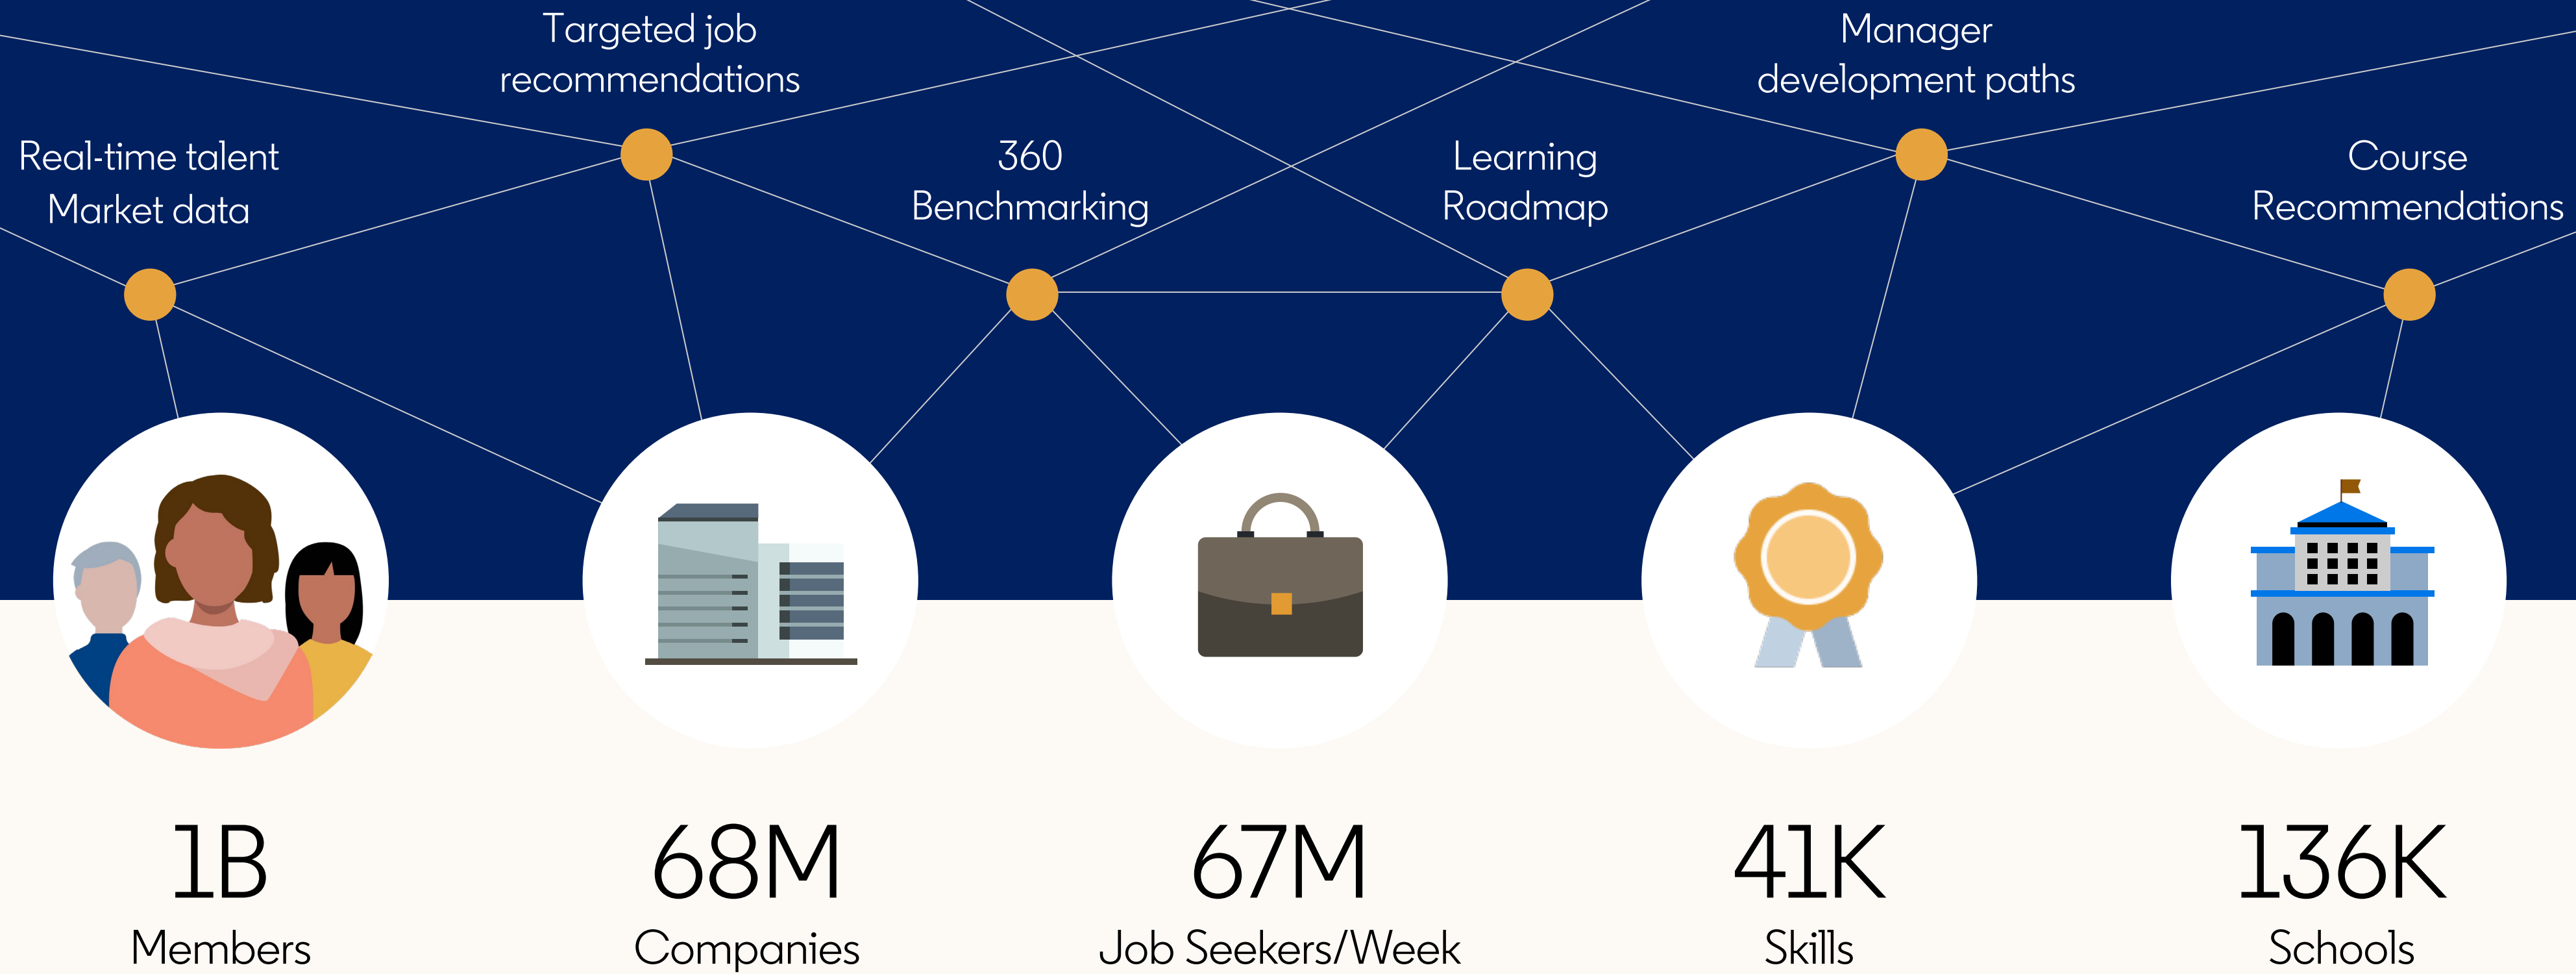 Targeted job
recommendations
Manager
development paths
Real-time talent
Market data
360
Benchmarking
Learning
Roadmap
Course
Recommendations
1B
Members
68M
Companies
67M
Job Seekers/Week
41K
Skills
136K
Schools